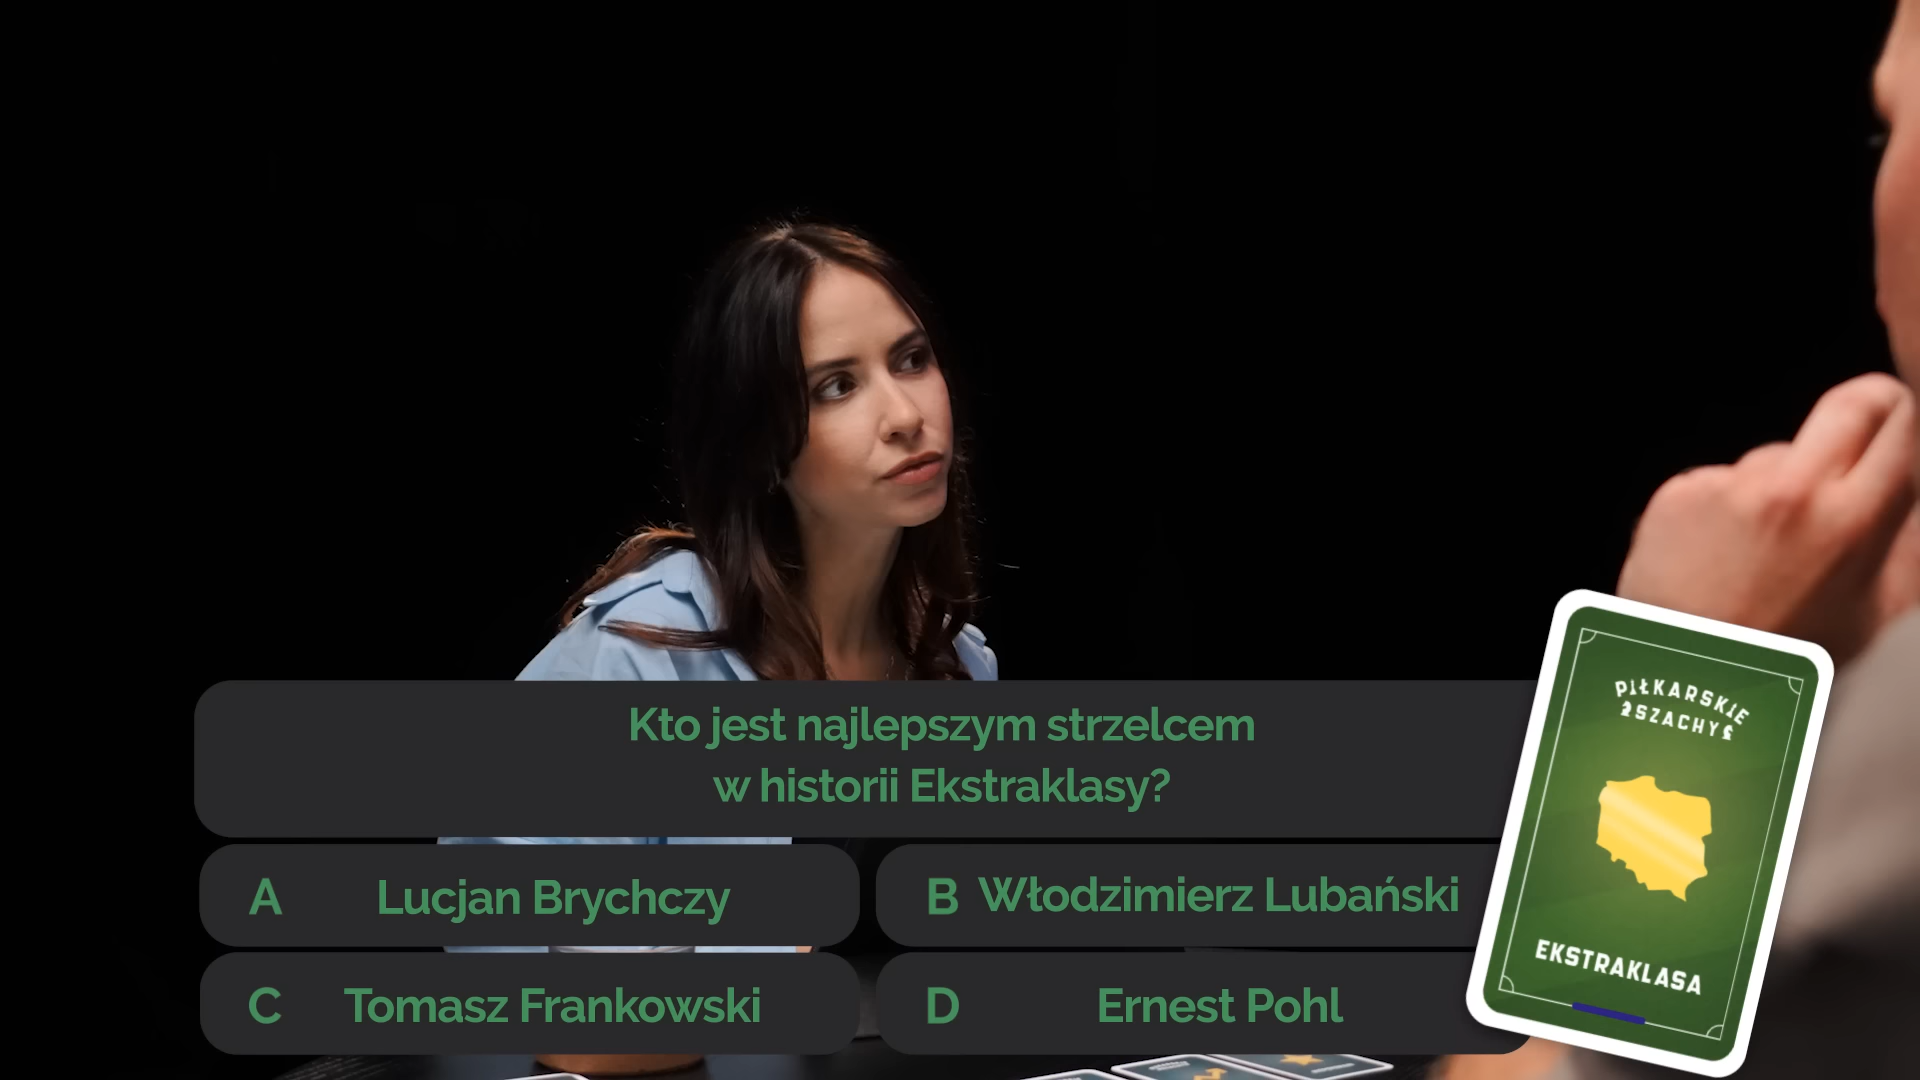 Kto jest najlepszym strzelcem
w historii Ekstraklasy?
A Lucjan Brychczy
B Włodzimierz Lubański
C Tomasz Frankowski
D Ernest Pohl
PIŁKARSKIE
SZACHY
EKSTRAKLASA